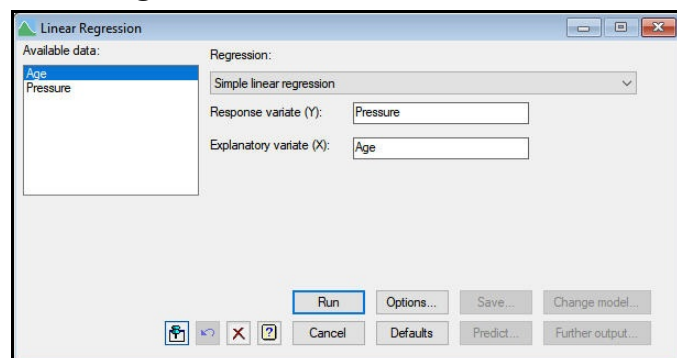 Linear Regression
Available data:
Age
Pressure
Regression:
Simple linear regression
Response variate (Y): Pressure
Explanatory variate (X): Age
Run Options... Save... Change model...
Cancel Defaults Predict... Further output...